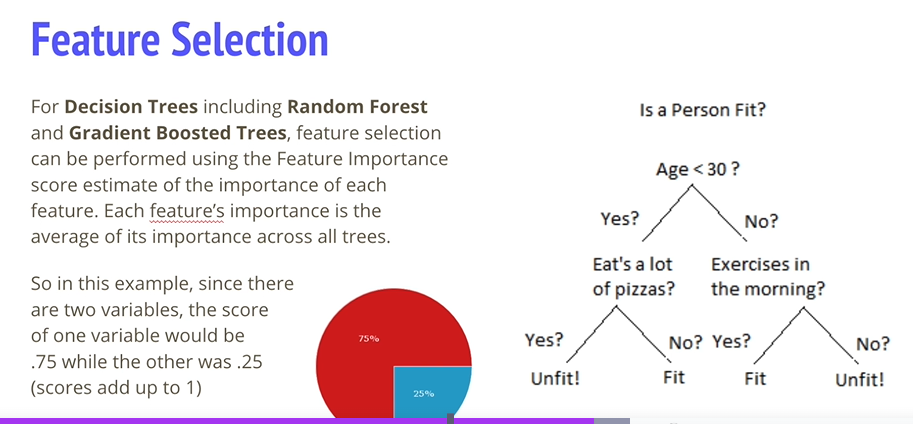 Feature Selection
For Decision Trees including Random Forest
and Gradient Boosted Trees, feature selection
can be performed using the Feature Importance
score estimate of the importance of each
feature. Each feature's importance is the
average of its importance across all trees.
So in this example, since there
are two variables, the score
of one variable would be
.75 while the other was .25
(scores add up to 1)
75%
25%
Is a Person Fit?
Age < 30 ?
Yes?
No?
Eat's a lot
of pizzas?
Exercises in
the morning?
Yes?
No?
Yes?
No?
Unfit!
Fit
Fit
Unfit!